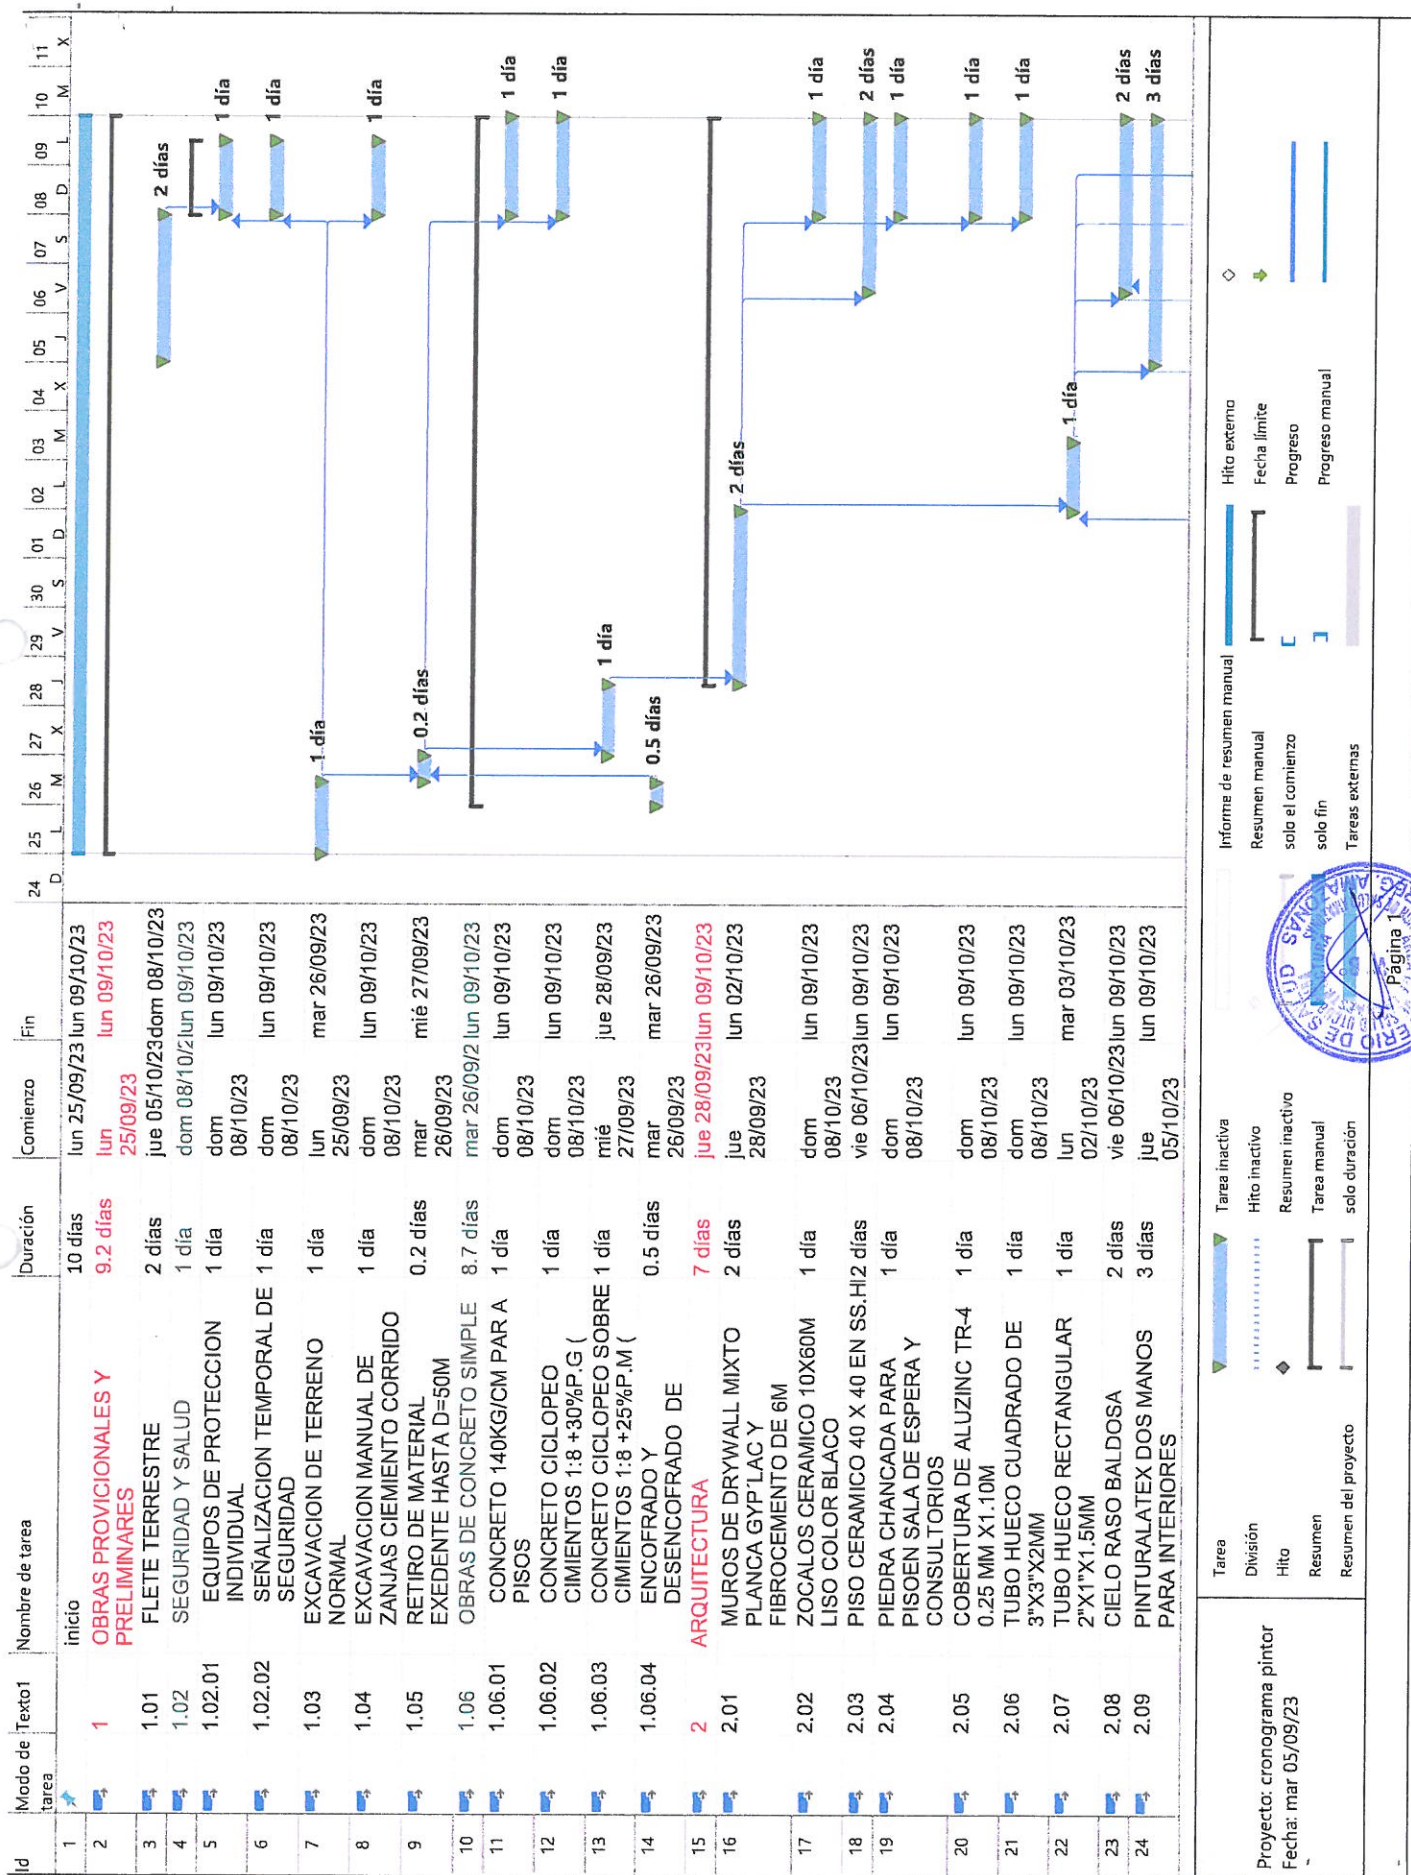 Id Modo de tarea Texto1 Nombre de tarea Duración Comienzo Fin
24 25 26 27 28 29 30 01 02 03 04 05 06 07 08 09 10 11
D L M X J V S D L M X J V S D L M X
1 inicio 10 días lun 25/09/23 lun 09/10/23
2 1 OBRAS PROVICIONALES Y 9.2 días lun lun 09/10/23
PRELIMINARES 25/09/23
3 1.01 FLETE TERRESTRE 2 días jue 05/10/23 dom 08/10/23 2 días
4 1.02 SEGURIDAD Y SALUD 1 día dom 08/10/2 lun 09/10/23
5 1.02.01 EQUIPOS DE PROTECCION 1 día dom lun 09/10/23 1 día
INDIVIDUAL 08/10/23
6 1.02.02 SEÑALIZACION TEMPORAL DE 1 día dom lun 09/10/23 1 día
SEGURIDAD 08/10/23
7 1.03 EXCAVACION DE TERRENO 1 día lun mar 26/09/23 1 día
NORMAL 25/09/23
8 1.04 EXCAVACION MANUAL DE 1 día dom lun 09/10/23 1 día
ZANJAS CIEMIENTO CORRIDO 08/10/23
9 1.05 RETIRO DE MATERIAL 0.2 días mar mié 27/09/23 0.2 días
EXEDENTE HASTA D=50M 26/09/23
10 1.06 OBRAS DE CONCRETO SIMPLE 8.7 días mar 26/09/2 lun 09/10/23
11 1.06.01 CONCRETO 140KG/CM PAR A 1 día dom lun 09/10/23 1 día
PISOS 08/10/23
12 1.06.02 CONCRETO CICLOPEO 1 día dom lun 09/10/23 1 día
CIMIENTOS 1:8 +30%P.G ( 08/10/23
13 1.06.03 CONCRETO CICLOPEO SOBRE 1 día mié jue 28/09/23 1 día
CIMIENTOS 1:8 +25%P.M ( 27/09/23
14 1.06.04 ENCOFRADO Y 0.5 días mar mar 26/09/23 0.5 días
DESENCOFRADO DE 26/09/23
15 2 ARQUITECTURA 7 días jue 28/09/23 lun 09/10/23
16 2.01 MUROS DE DRYWALL MIXTO 2 días jue lun 02/10/23 2 días
PLANCA GYP'LAC Y 28/09/23
FIBROCEMENTO DE 6M
17 2.02 ZOCALOS CERAMICO 10X60M 1 día dom lun 09/10/23 1 día
LISO COLOR BLACO 08/10/23
18 2.03 PISO CERAMICO 40 X 40 EN SS.HI 2 días vie 06/10/23 lun 09/10/23 2 días
19 2.04 PIEDRA CHANCADA PARA 1 día dom lun 09/10/23 1 día
PISOEN SALA DE ESPERA Y 08/10/23
CONSULTORIOS
20 2.05 COBERTURA DE ALUZINC TR-4 1 día dom lun 09/10/23 1 día
0.25 MM X1.10M 08/10/23
21 2.06 TUBO HUECO CUADRADO DE 1 día dom lun 09/10/23 1 día
3"X3"X2MM 08/10/23
22 2.07 TUBO HUECO RECTANGULAR 1 día lun mar 03/10/23 1 día
2"X1"X1.5MM 02/10/23
23 2.08 CIELO RASO BALDOSA 2 días vie 06/10/23 lun 09/10/23 2 días
24 2.09 PINTURALATEX DOS MANOS 3 días jue lun 09/10/23 3 días
PARA INTERIORES 05/10/23
Proyecto: cronograma pintor
Fecha: mar 05/09/23
Tarea Tarea inactiva Informe de resumen manual Hito externo
División Hito inactivo Resumen manual Fecha límite
Hito Resumen inactivo solo el comienzo Progreso
Resumen Tarea manual solo fin Progreso manual
Resumen del proyecto solo duración Tareas externas
Página 1